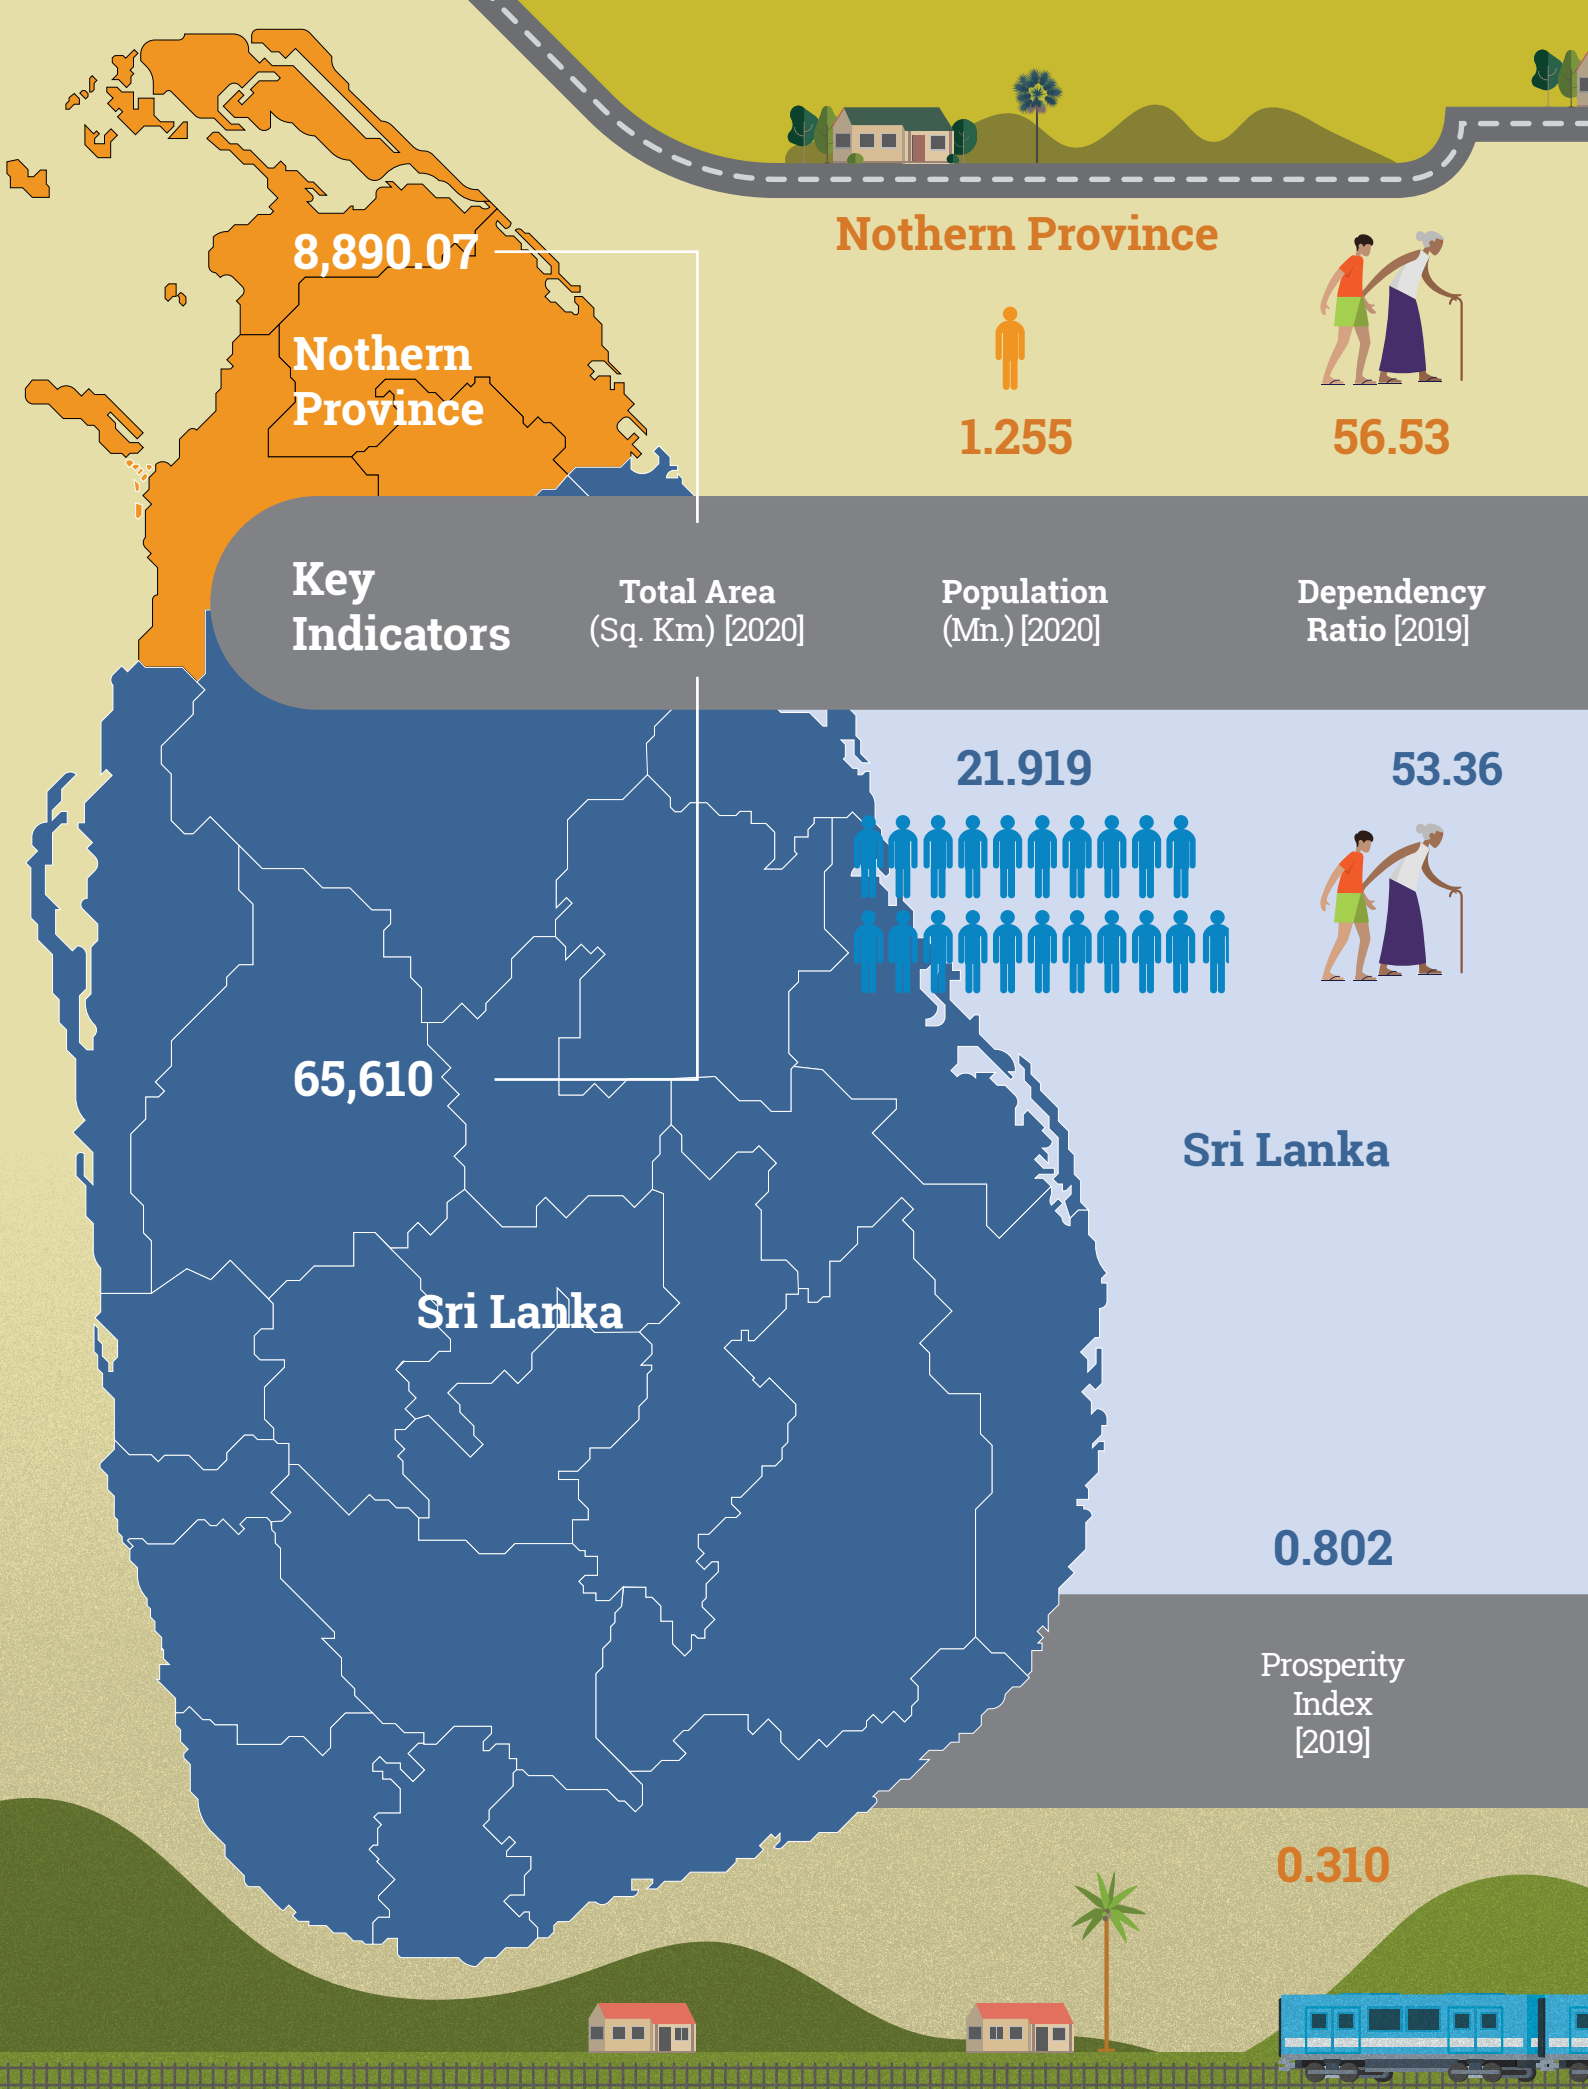 Nothern Province
8,890.07
Nothern
Province
1.255
56.53
Key
Indicators
Total Area
(Sq. Km) [2020]
Population
(Mn.) [2020]
Dependency
Ratio [2019]
21.919
53.36
65,610
Sri Lanka
Sri Lanka
0.802
Prosperity
Index
[2019]
0.310